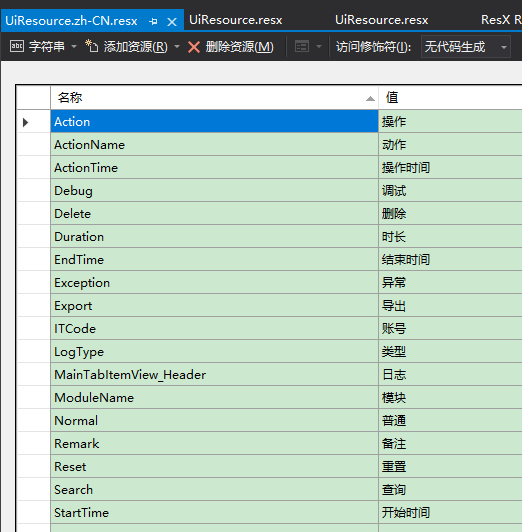 UiResource.zh-CN.resx UiResource.resx UiResource.resx ResX R
abc 字符串 添加资源(R) 删除资源(M) 访问修饰符(I): 无代码生成
名称 值
Action 操作
ActionName 动作
ActionTime 操作时间
Debug 调试
Delete 删除
Duration 时长
EndTime 结束时间
Exception 异常
Export 导出
ITCode 账号
LogType 类型
MainTabItemView_Header 日志
ModuleName 模块
Normal 普通
Remark 备注
Reset 重置
Search 查询
StartTime 开始时间